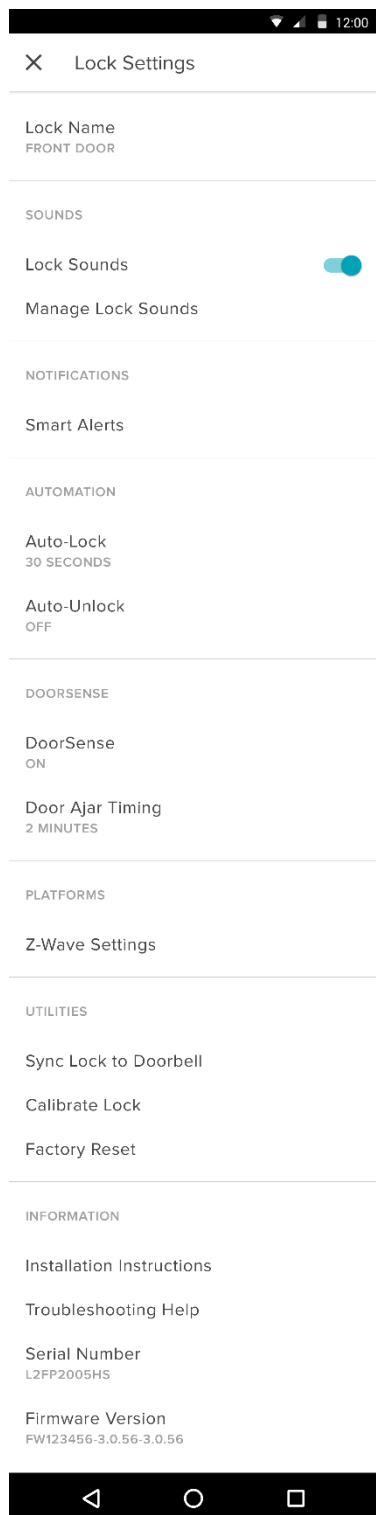 12:00
Lock Settings
Lock Name
FRONT DOOR
SOUNDS
Lock Sounds
Manage Lock Sounds
NOTIFICATIONS
Smart Alerts
AUTOMATION
Auto-Lock
30 SECONDS
Auto-Unlock
OFF
DOORSENSE
DoorSense
ON
Door Ajar Timing
2 MINUTES
PLATFORMS
Z-Wave Settings
UTILITIES
Sync Lock to Doorbell
Calibrate Lock
Factory Reset
INFORMATION
Installation Instructions
Troubleshooting Help
Serial Number
L2FP2005HS
Firmware Version
FW123456-3.0.56-3.0.56